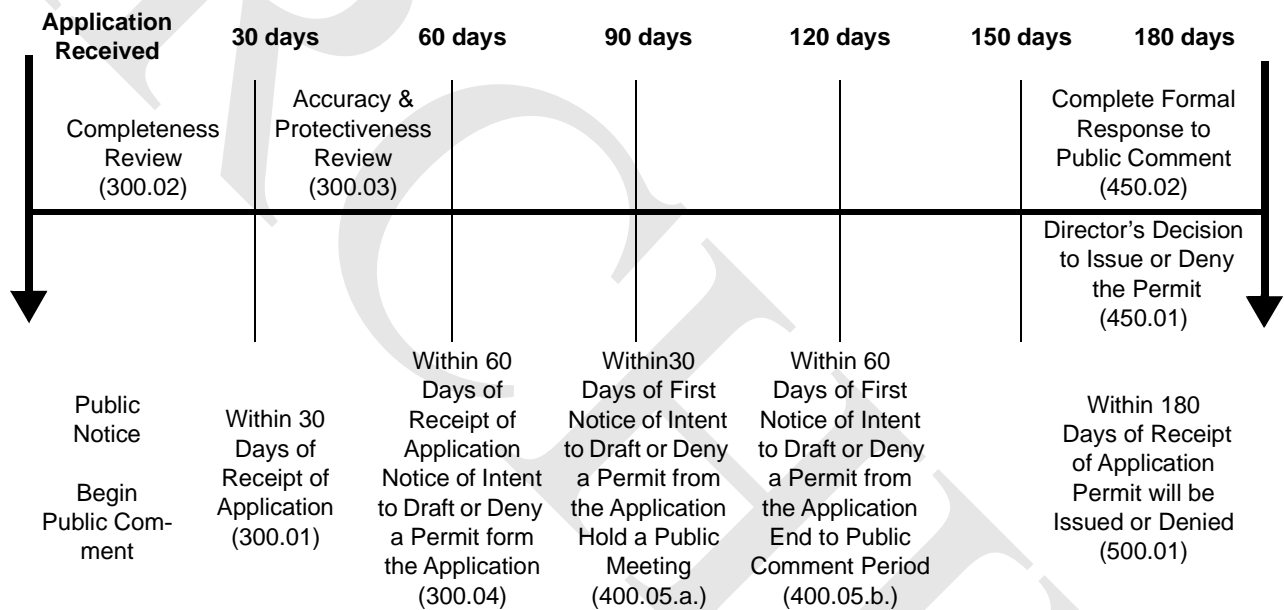 Application
Received
30 days
60 days
90 days
120 days
150 days
180 days
Completeness
Review
(300.02)
Accuracy &
Protectiveness
Review
(300.03)
Complete Formal
Response to
Public Comment
(450.02)
Director's Decision
to Issue or Deny
the Permit
(450.01)
Public
Notice
Begin
Public Com-
ment
Within 30
Days of
Receipt of
Application
(300.01)
Within 60
Days of
Receipt of
Application
Notice of Intent
to Draft or Deny
a Permit form
the Application
(300.04)
Within30
Days of First
Notice of Intent
to Draft or Deny
a Permit from
the Application
Hold a Public
Meeting
(400.05.a.)
Within 60
Days of First
Notice of Intent
to Draft or Deny
a Permit from
the Application
End to Public
Comment Period
(400.05.b.)
Within 180
Days of Receipt
of Application
Permit will be
Issued or Denied
(500.01)